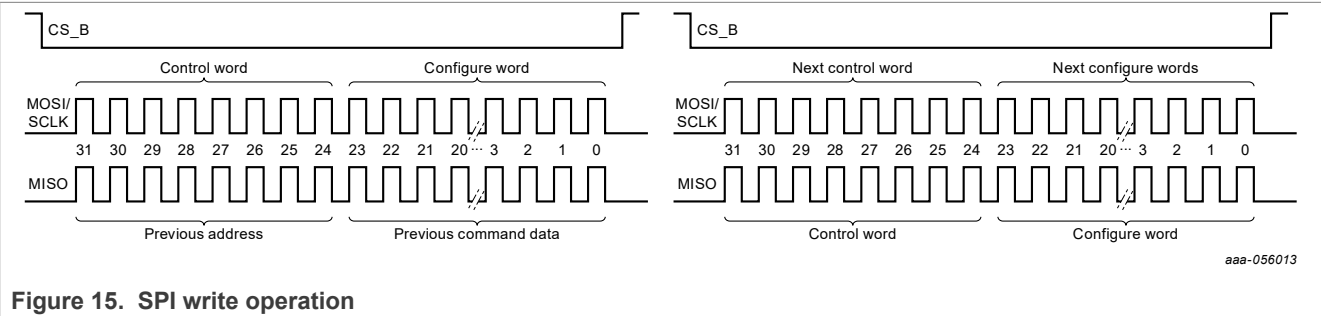 CS_B CS_B
Control word Configure word Next control word Next configure words
MOSI/
SCLK
MOSI/
SCLK
31 30 29 28 27 26 25 24 23 22 21 20 ... 3 2 1 0 31 30 29 28 27 26 25 24 23 22 21 20 ... 3 2 1 0
MISO MISO
Previous address Previous command data Control word Configure word
aaa-056013
Figure 15. SPI write operation